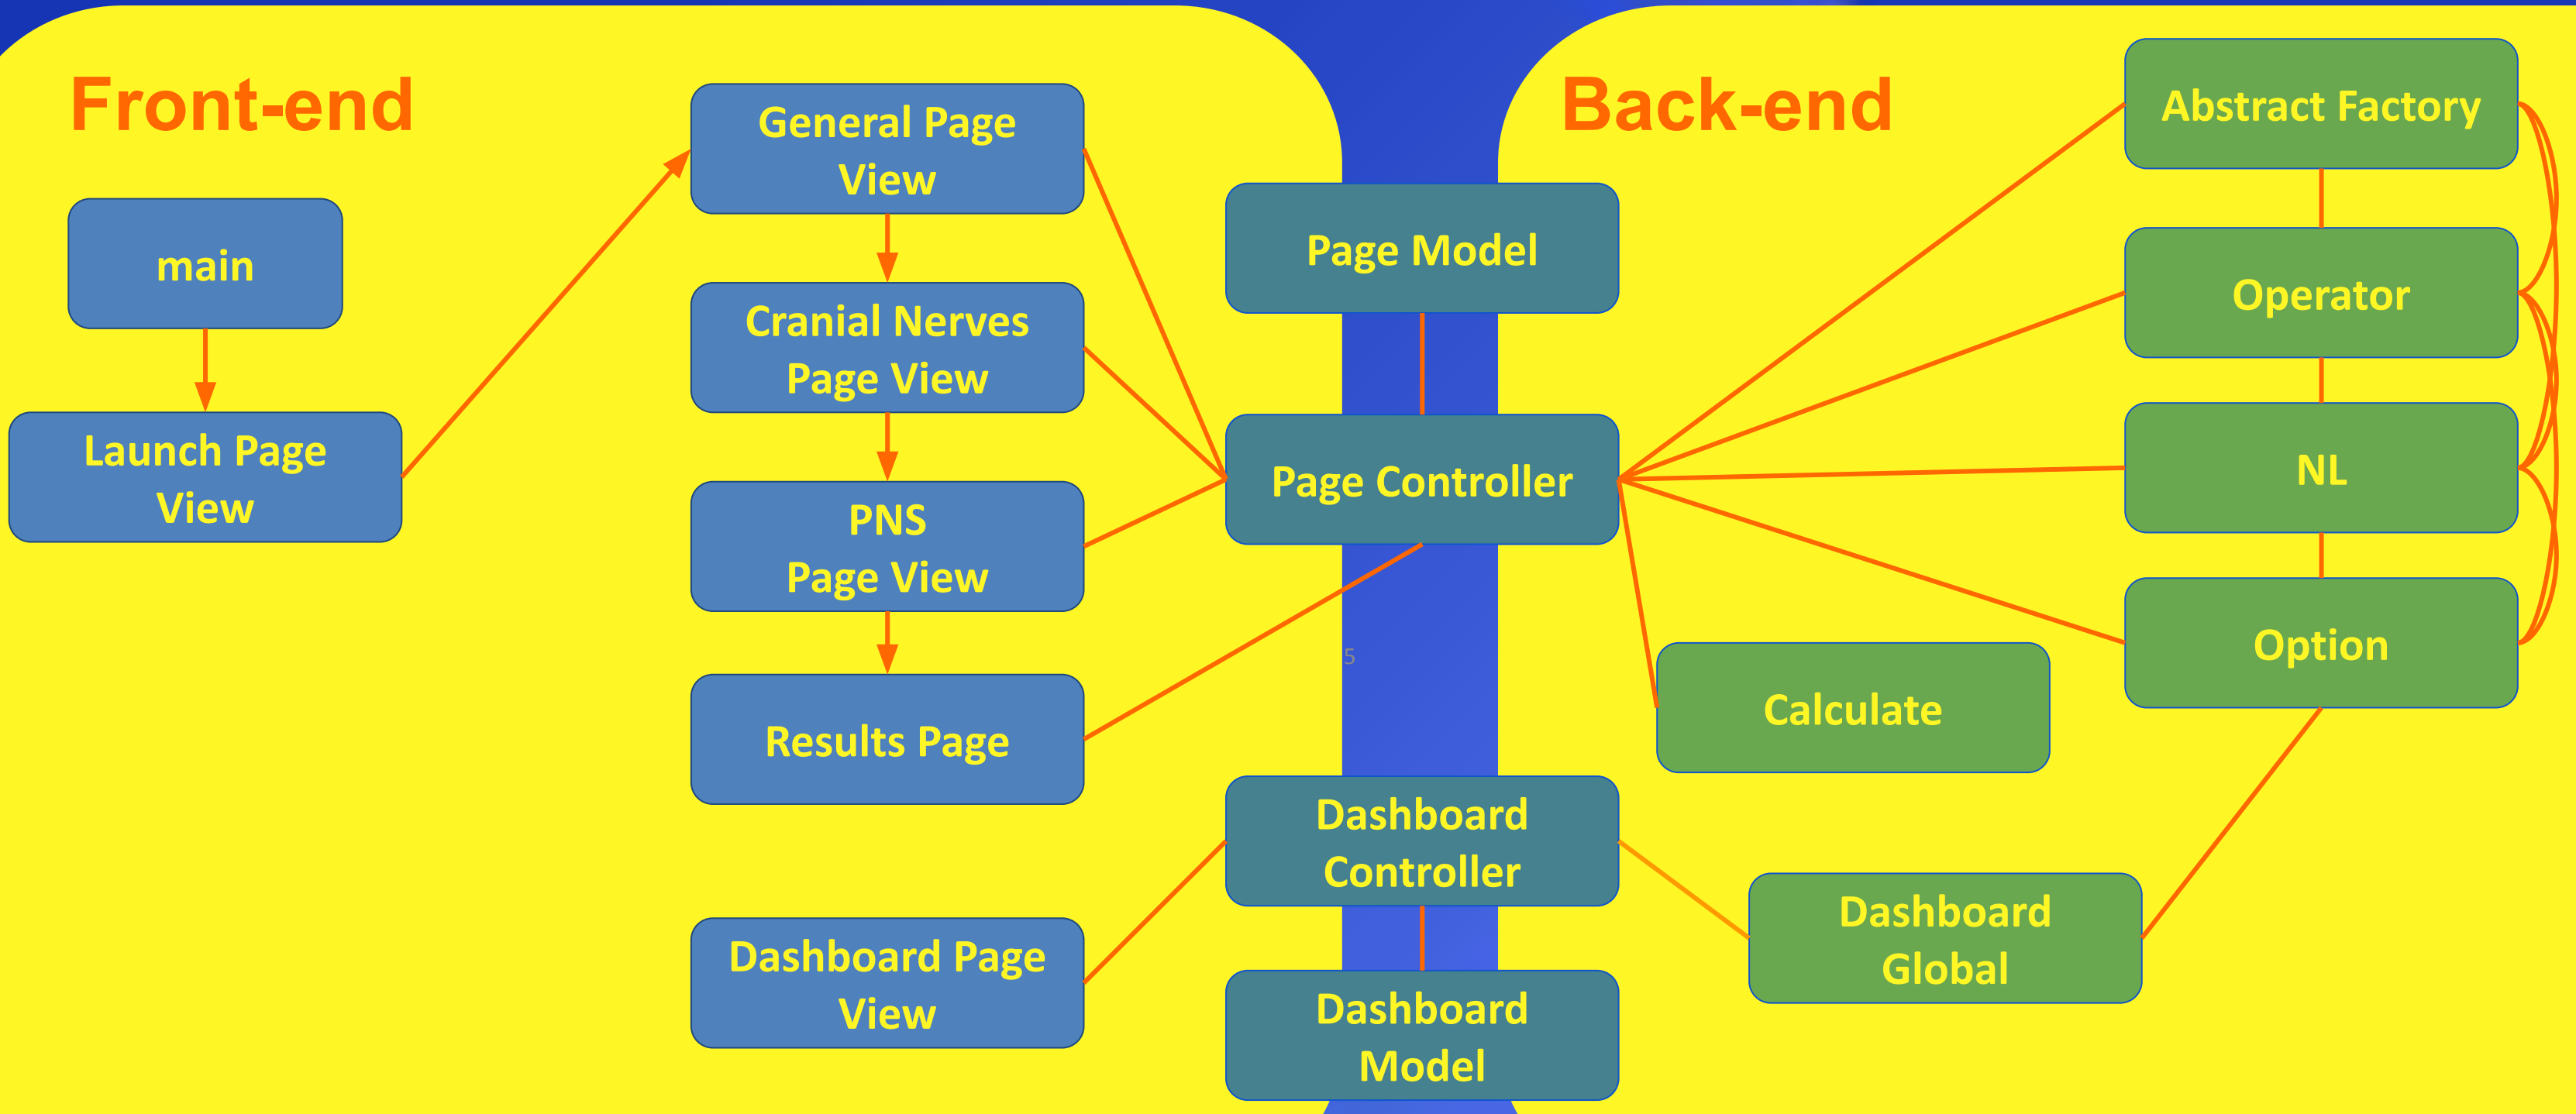 Front-end
main
Launch Page
View
General Page
View
Cranial Nerves
Page View
PNS
Page View
Results Page
Dashboard Page
View
Page Model
Page Controller
5
Dashboard
Controller
Dashboard
Model
Back-end
Abstract Factory
Operator
NL
Option
Calculate
Dashboard
Global